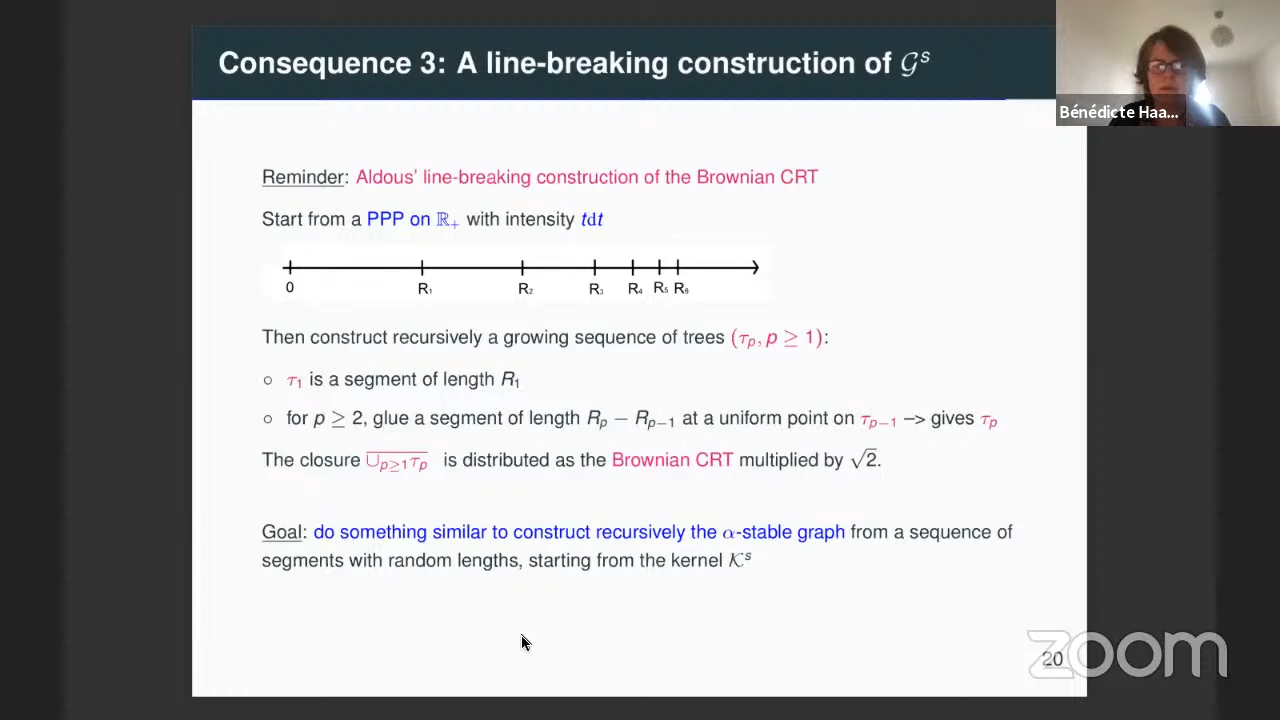 Consequence 3: A line-breaking construction of 𝒢ˢ
Bénédicte Haa...
Reminder: Aldous' line-breaking construction of the Brownian CRT
Start from a PPP on ℝ₊ with intensity tdt
0 R₁ R₂ R₃ R₄ R₅ R₆
Then construct recursively a growing sequence of trees (τₚ, p ≥ 1):
○ τ₁ is a segment of length R₁
○ for p ≥ 2, glue a segment of length Rₚ − Rₚ₋₁ at a uniform point on τₚ₋₁ –> gives τₚ
The closure \overline{∪_{p≥1} τₚ} is distributed as the Brownian CRT multiplied by √2.
Goal: do something similar to construct recursively the α-stable graph from a sequence of
segments with random lengths, starting from the kernel 𝒦ˢ
zoom
20